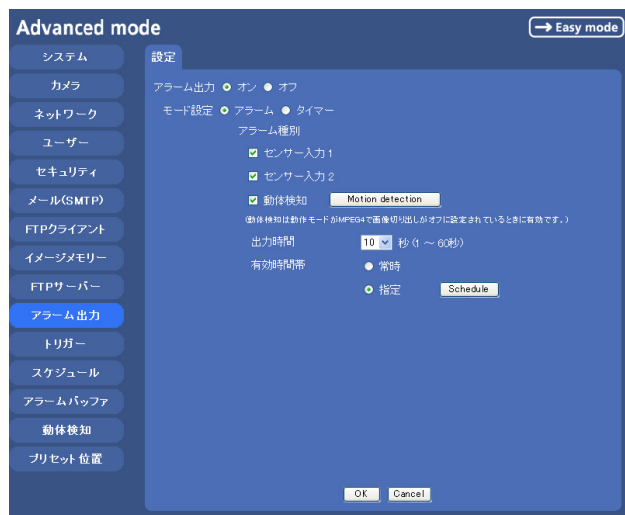 Advanced mode
→ Easy mode
システム
カメラ
ネットワーク
ユーザー
セキュリティ
メール(SMTP)
FTPクライアント
イメージメモリー
FTPサーバー
アラーム出力
トリガー
スケジュール
アラームバッファ
動体検知
プリセット位置
設定
アラーム出力 オン オフ
モード設定 アラーム タイマー
アラーム種別
センサー入力1
センサー入力2
動体検知 Motion detection
(動体検知は動作モードがMPEG4で画像切り出しがオフに設定されているときに有効です。)
出力時間 10 秒(1 ～ 60秒)
有効時間帯 常時
指定 Schedule
OK Cancel